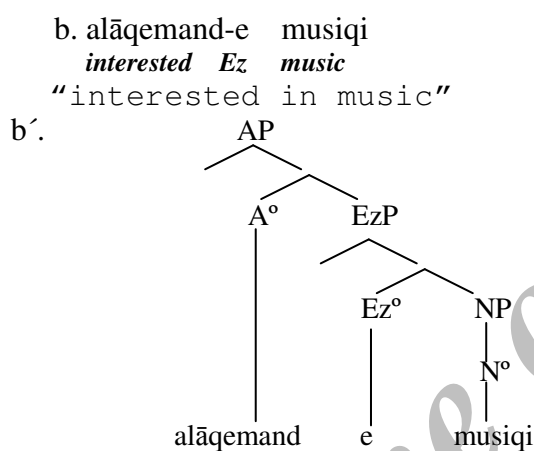 b. alāqemand-e musiqi
interested Ez music
“interested in music”
b´. AP
Aº EzP
Ezº NP
Nº
alāqemand e musiqi